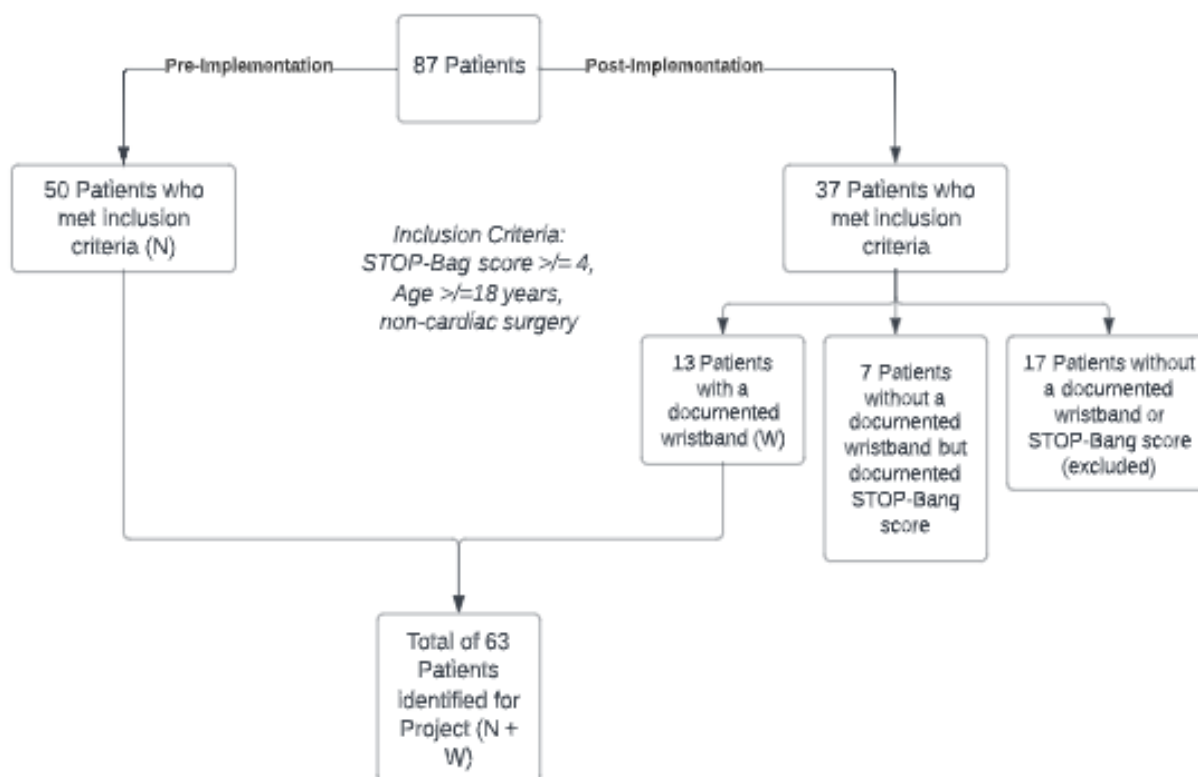 87 Patients
Pre-Implementation
Post-Implementation
50 Patients who
met inclusion
criteria (N)
37 Patients who
met inclusion
criteria
Inclusion Criteria:
STOP-Bag score >/= 4,
Age >/=18 years,
non-cardiac surgery
13 Patients
with a
documented
wristband (W)
7 Patients
without a
documented
wristband but
documented
STOP-Bang
score
17 Patients without
a documented
wristband or
STOP-Bang score
(excluded)
Total of 63
Patients
identified for
Project (N +
W)